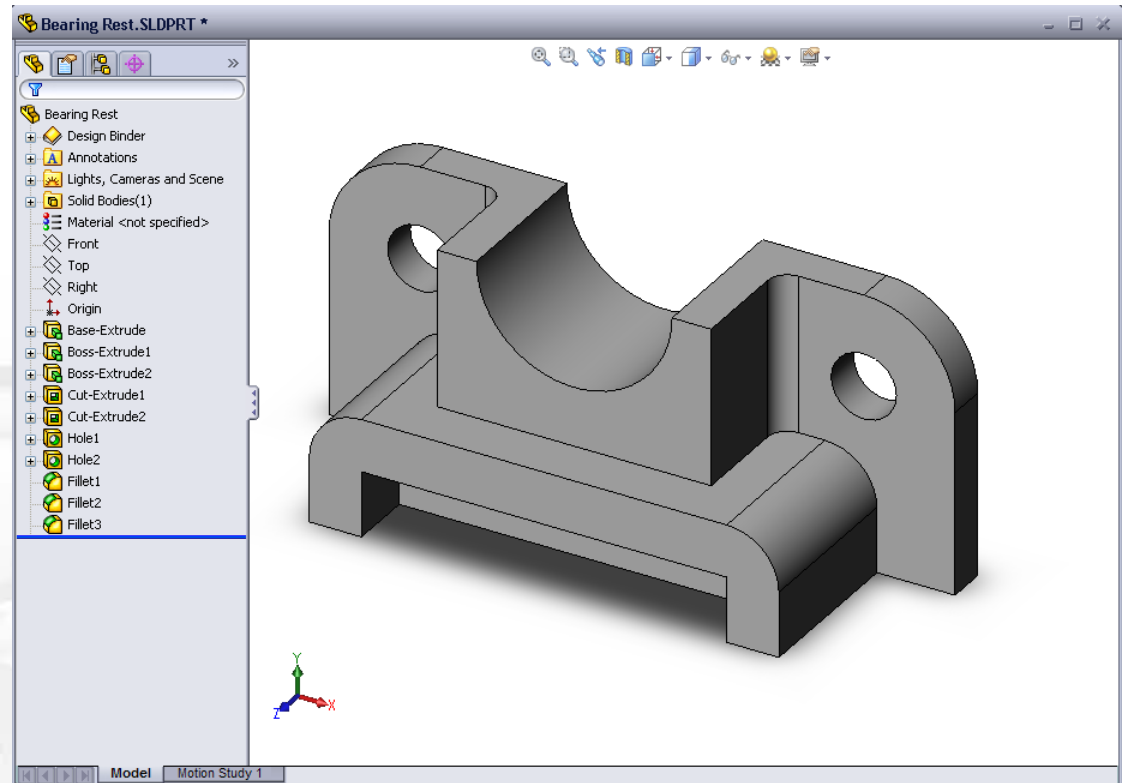 Bearing Rest.SLDPRT *
Bearing Rest
Design Binder
A Annotations
Lights, Cameras and Scene
Solid Bodies(1)
Material <not specified>
Front
Top
Right
Origin
Base-Extrude
Boss-Extrude1
Boss-Extrude2
Cut-Extrude1
Cut-Extrude2
Hole1
Hole2
Fillet1
Fillet2
Fillet3
Y
Z X
Model Motion Study 1